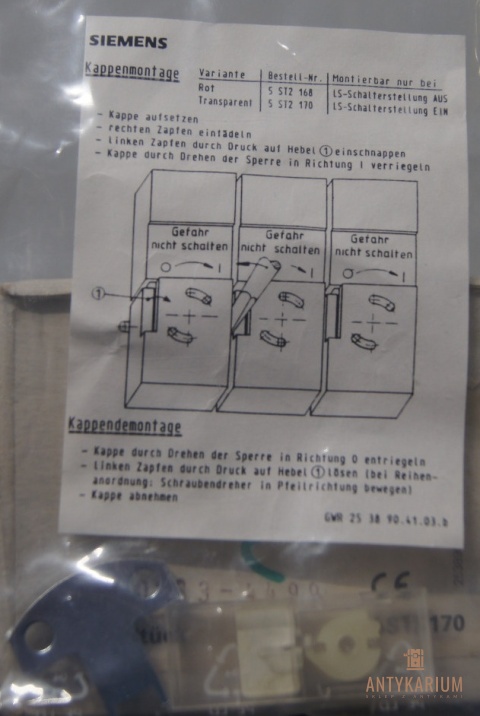 SIEMENS
Kappenmontage
Variante Bestell-Nr. Montierbar nur bei
Rot 5 ST2 168 LS-Schalterstellung AUS
Transparent 5 ST2 170 LS-Schalterstellung EIN
- Kappe aufsetzen
- rechten Zapfen einfädeln
- linken Zapfen durch Druck auf Hebel ① einschnappen
- Kappe durch Drehen der Sperre in Richtung I verriegeln
Gefahr nicht schalten
Gefahr nicht schalten
Gefahr nicht schalten
O I
I
O I
①
Kappendemontage
- Kappe durch Drehen der Sperre in Richtung O entriegeln
- linken Zapfen durch Druck auf Hebel ① lösen (bei Reihen-
anordnung: Schraubendreher in Pfeilrichtung bewegen)
- Kappe abnehmen
GWR 25 38 90.41.03.b
CE
170
ANTYKARIUM